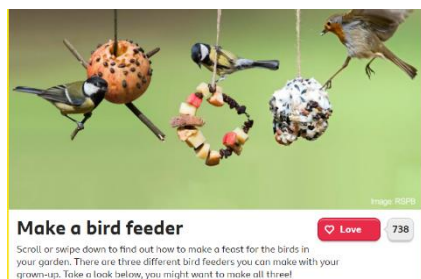 Image: RSPB
Make a bird feeder
Love
738
Scroll or swipe down to find out how to make a feast for the birds in
your garden. There are three different bird feeders you can make with your
grown-up. Take a look below, you might want to make all three!